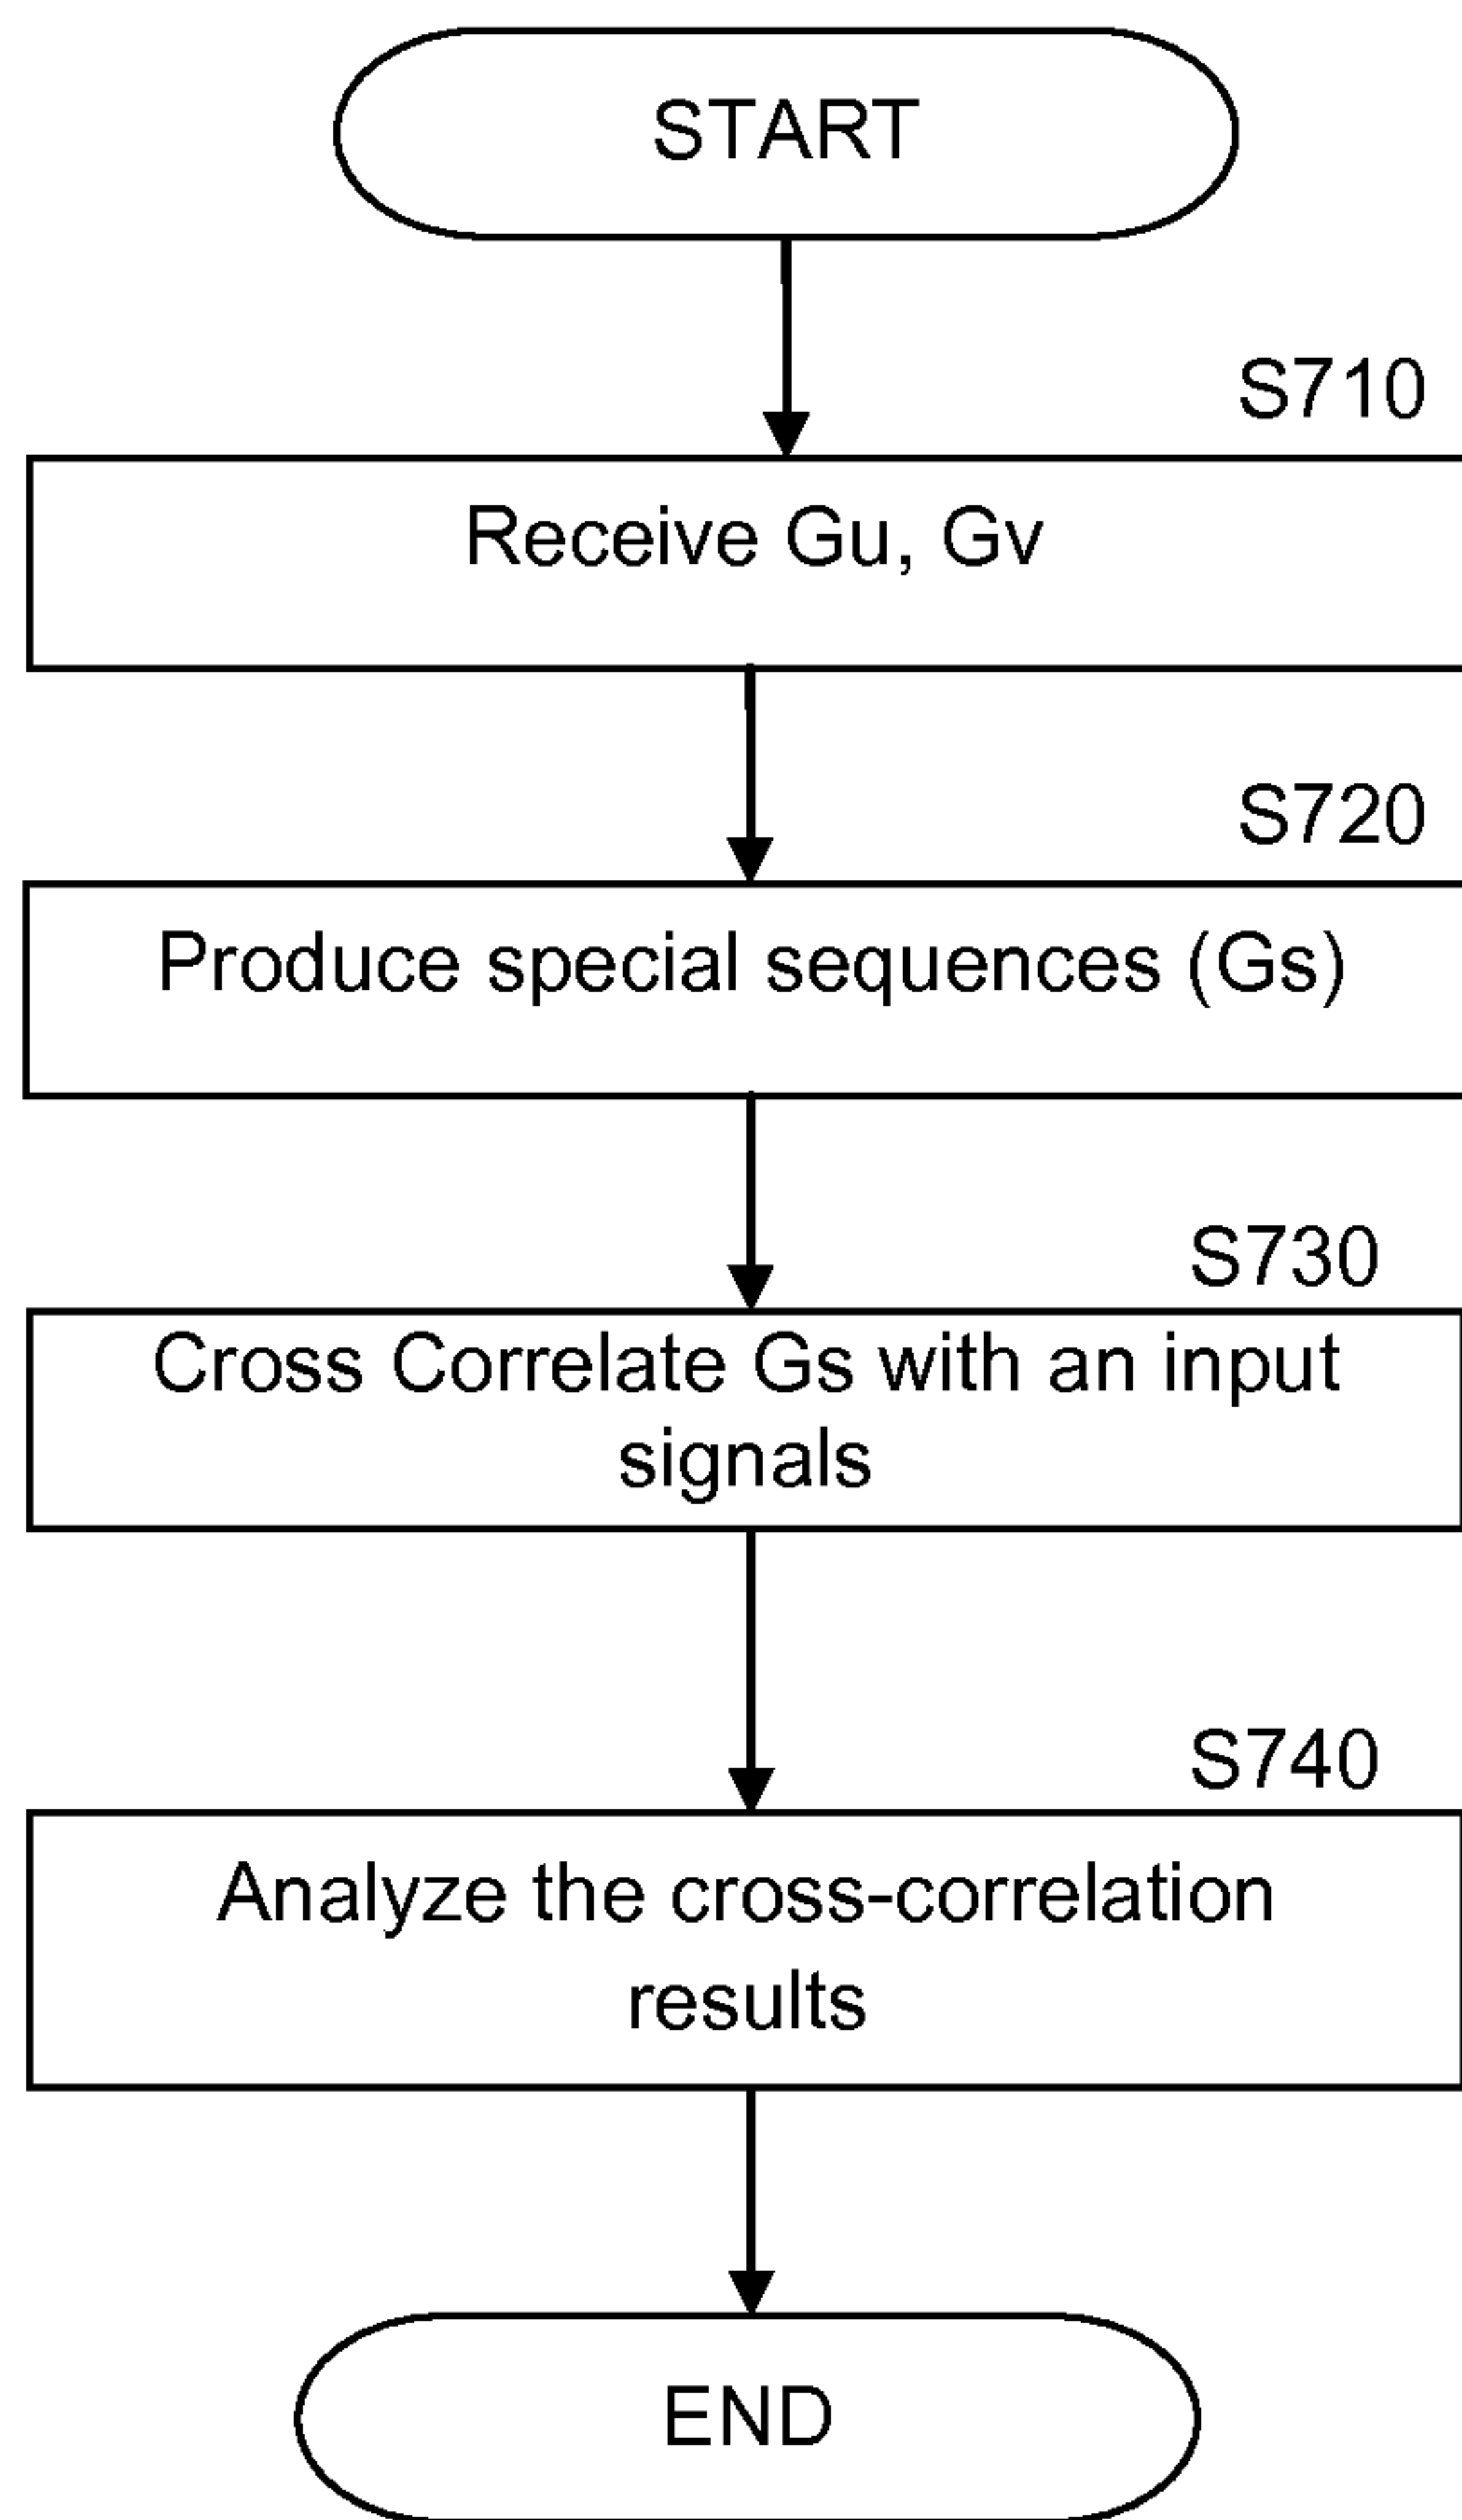 START
S710
Receive Gu, Gv
S720
Produce special sequences (Gs)
S730
Cross Correlate Gs with an input
signals
S740
Analyze the cross-correlation
results
END